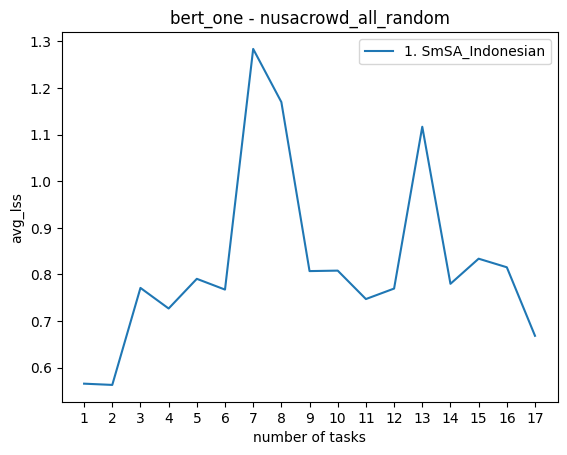 bert_one - nusacrowd_all_random
1. SmSA_Indonesian
1.3
1.2
1.1
1.0
0.9
0.8
0.7
0.6
avg_lss
1 2 3 4 5 6 7 8 9 10 11 12 13 14 15 16 17
number of tasks